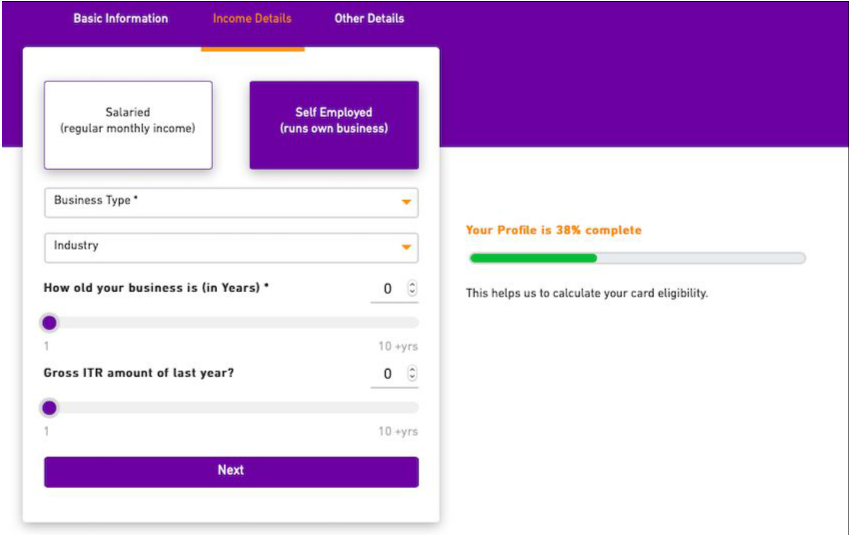 Basic Information Income Details Other Details
Salaried
(regular monthly income)
Self Employed
(runs own business)
Business Type *
Industry
How old your business is (in Years) * 0
1 10 +yrs
Gross ITR amount of last year? 0
1 10 +yrs
Next
Your Profile is 38% complete
This helps us to calculate your card eligibility.